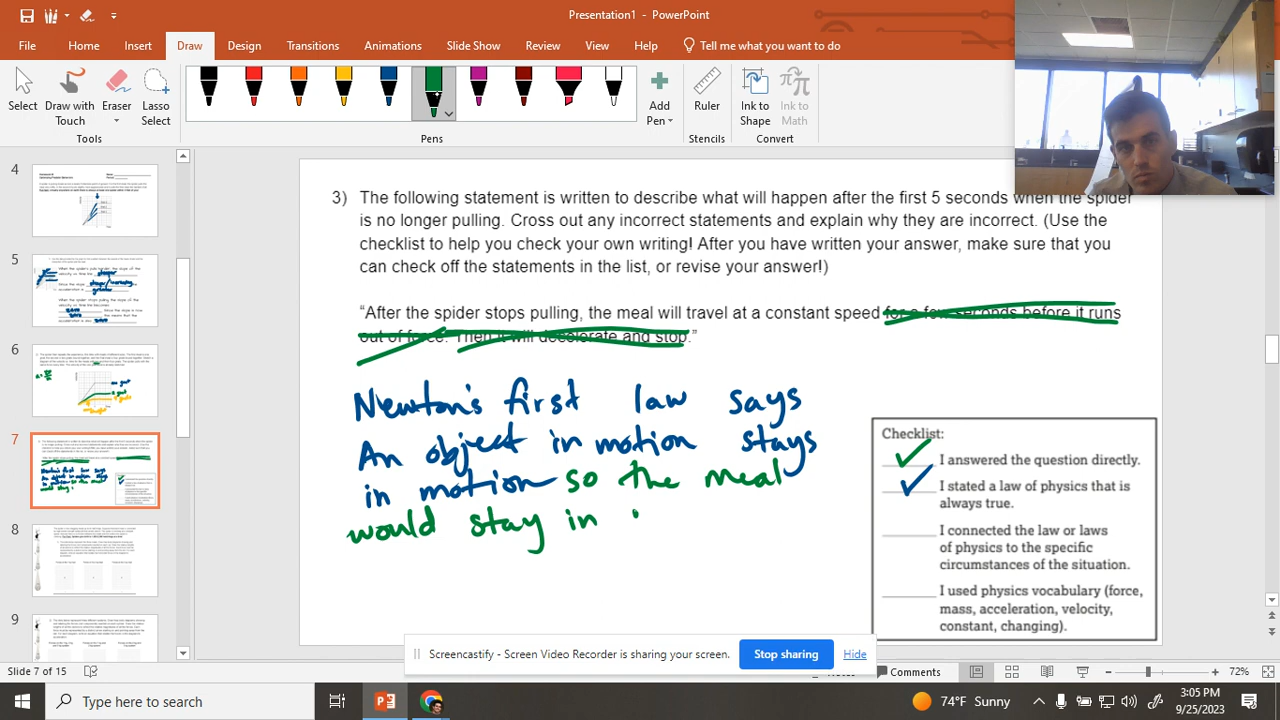 Presentation1 - PowerPoint
File Home Insert Draw Design Transitions Animations Slide Show Review View Help Tell me what you want to do
Select
Draw with Touch
Eraser
Lasso Select
Add Pen
Ruler
Ink to Shape
Ink to Math
Tools Pens Stencils Convert
4
5
6
7
8
9
3) The following statement is written to describe what will happen after the first 5 seconds when the spider
is no longer pulling. Cross out any incorrect statements and explain why they are incorrect. (Use the
checklist to help you check your own writing! After you have written your answer, make sure that you
can check off the statements in the list, or revise your answer!)
“After the spider stops pulling, the meal will travel at a constant speed for a few seconds before it runs
out of force. Then it will decelerate and stop.”
Newton's first law says
An object in motion stays
in motion so the meal
would stay in
Checklist:
I answered the question directly.
I stated a law of physics that is
always true.
I connected the law or laws
of physics to the specific
circumstances of the situation.
I used physics vocabulary (force,
mass, acceleration, velocity,
constant, changing).
Screencastify - Screen Video Recorder is sharing your screen. Stop sharing Hide
Slide 7 of 15 Comments 72%
Type here to search
74°F Sunny
3:05 PM
9/25/2023